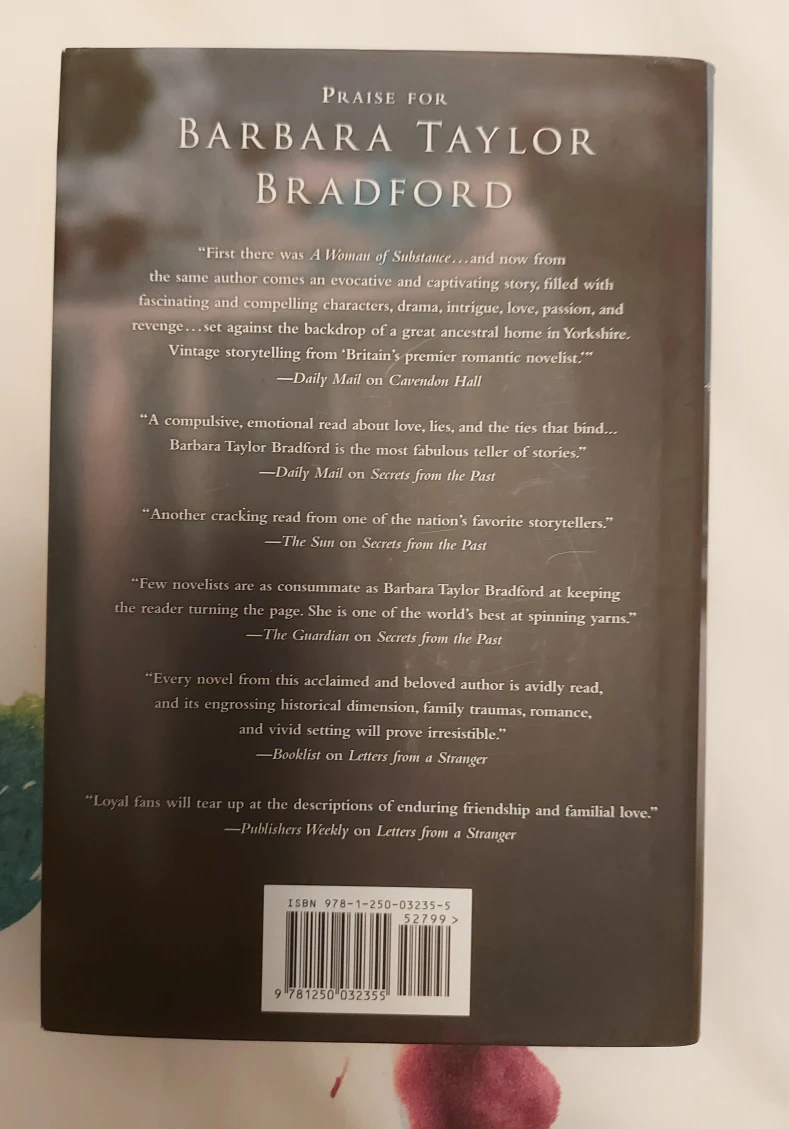 PRAISE FOR
BARBARA TAYLOR
BRADFORD
“First there was A Woman of Substance...and now from
the same author comes an evocative and captivating story, filled with
fascinating and compelling characters, drama, intrigue, love, passion, and
revenge...set against the backdrop of a great ancestral home in Yorkshire.
Vintage storytelling from ‘Britain’s premier romantic novelist.’”
—Daily Mail on Cavendon Hall
“A compulsive, emotional read about love, lies, and the ties that bind...
Barbara Taylor Bradford is the most fabulous teller of stories.”
—Daily Mail on Secrets from the Past
“Another cracking read from one of the nation’s favorite storytellers.”
—The Sun on Secrets from the Past
“Few novelists are as consummate as Barbara Taylor Bradford at keeping
the reader turning the page. She is one of the world’s best at spinning yarns.”
—The Guardian on Secrets from the Past
“Every novel from this acclaimed and beloved author is avidly read,
and its engrossing historical dimension, family traumas, romance,
and vivid setting will prove irresistible.”
—Booklist on Letters from a Stranger
“Loyal fans will tear up at the descriptions of enduring friendship and familial love.”
—Publishers Weekly on Letters from a Stranger
ISBN 978-1-250-03235-5
52799 >
9 781250 032355